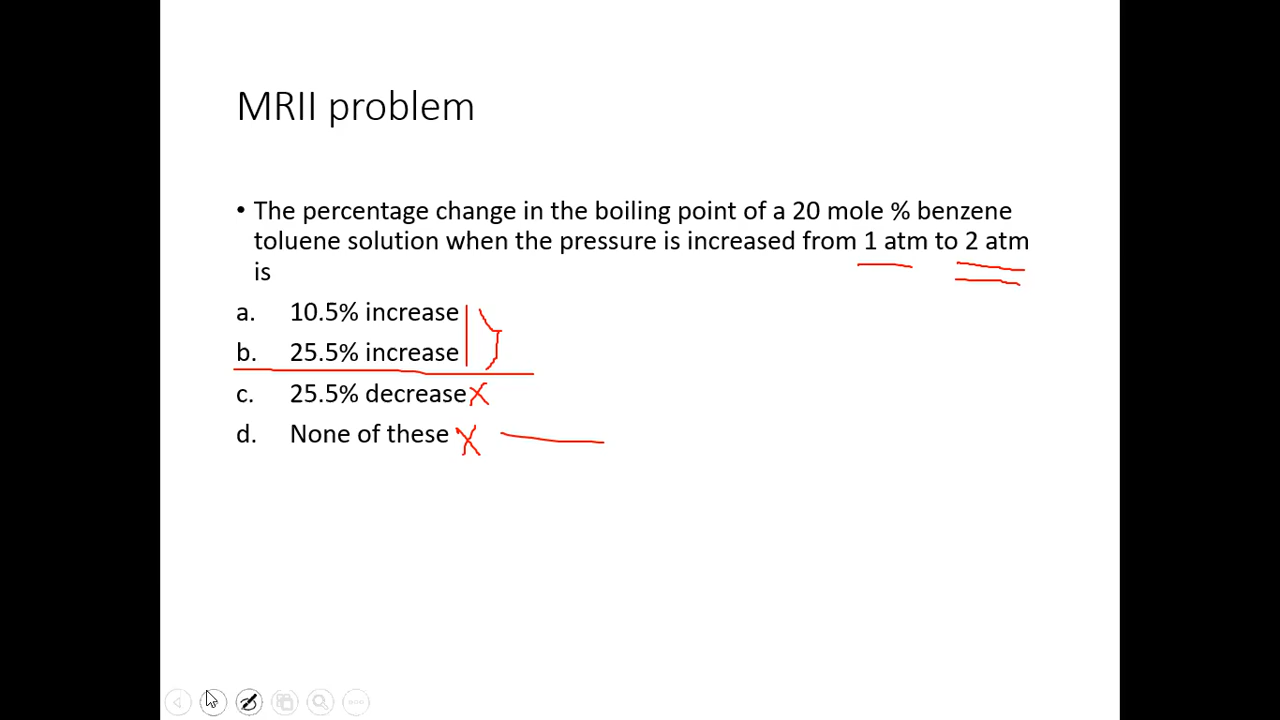 MRII problem
• The percentage change in the boiling point of a 20 mole % benzene
toluene solution when the pressure is increased from 1 atm to 2 atm
is
a. 10.5% increase
b. 25.5% increase
c. 25.5% decrease
d. None of these